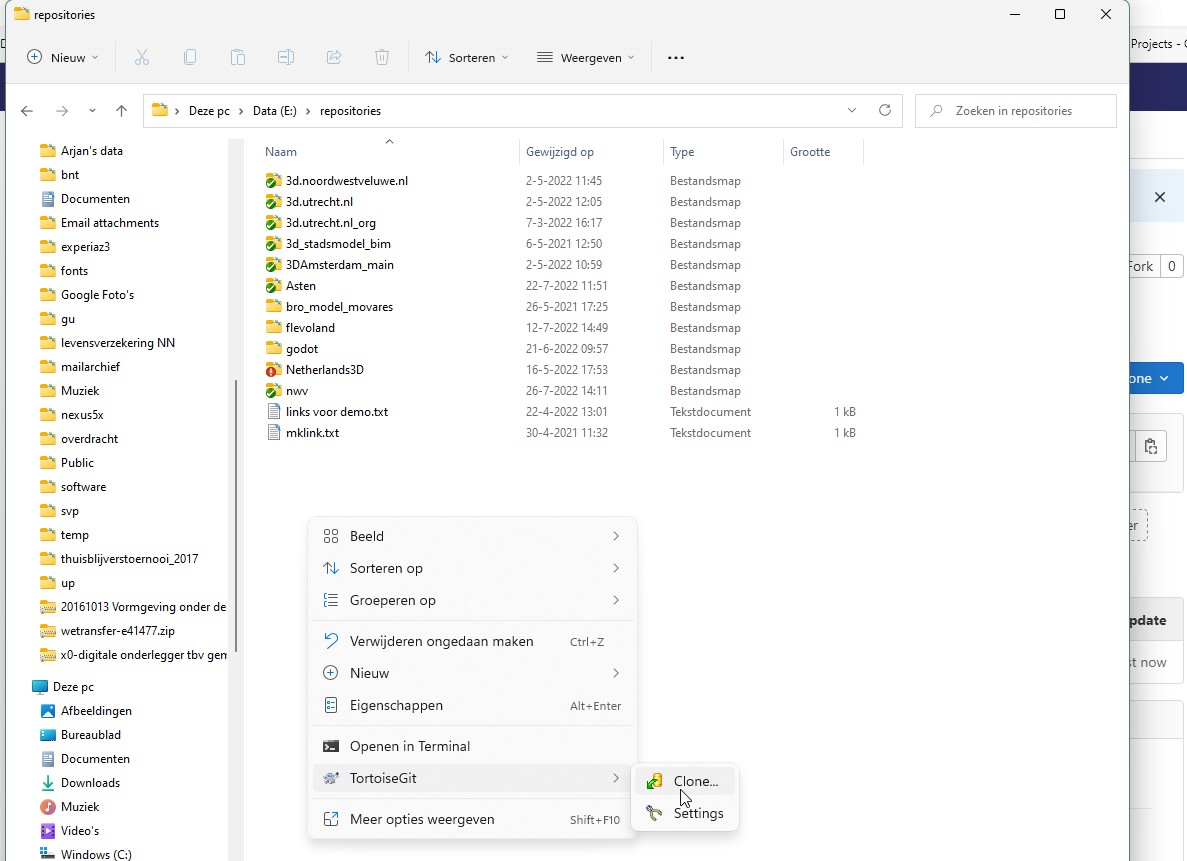 repositories
Projects -
Nieuw
Sorteren
Weergeven
Deze pc
Data (E:)
repositories
Zoeken in repositories
Arjan's data
bnt
Documenten
Email attachments
experiaz3
fonts
Google Foto's
gu
levensverzekering NN
mailarchief
Muziek
nexus5x
overdracht
Public
software
svp
temp
thuisblijverstoernooi_2017
up
20161013 Vormgeving onder de
wetransfer-e41477.zip
x0-digitale onderlegger tbv gem
Deze pc
Afbeeldingen
Bureaublad
Documenten
Downloads
Muziek
Video's
Windows (C:)
Naam Gewijzigd op Type Grootte
3d.noordwestveluwe.nl 2-5-2022 11:45 Bestandsmap
3d.utrecht.nl 2-5-2022 12:05 Bestandsmap
3d.utrecht.nl_org 7-3-2022 16:17 Bestandsmap
3d_stadsmodel_bim 6-5-2021 12:50 Bestandsmap
3DAmsterdam_main 2-5-2022 10:59 Bestandsmap
Asten 22-7-2022 11:51 Bestandsmap
bro_model_movares 26-5-2021 17:25 Bestandsmap
flevoland 12-7-2022 14:49 Bestandsmap
godot 21-6-2022 09:57 Bestandsmap
Netherlands3D 16-5-2022 17:53 Bestandsmap
nwv 26-7-2022 14:11 Bestandsmap
links voor demo.txt 22-4-2022 13:01 Tekstdocument 1 kB
mklink.txt 30-4-2021 11:32 Tekstdocument 1 kB
Beeld
Sorteren op
Groeperen op
Verwijderen ongedaan maken Ctrl+Z
Nieuw
Eigenschappen Alt+Enter
Openen in Terminal
TortoiseGit
Meer opties weergeven Shift+F10
Clone...
Settings
Fork 0
one
er
pdate
st now